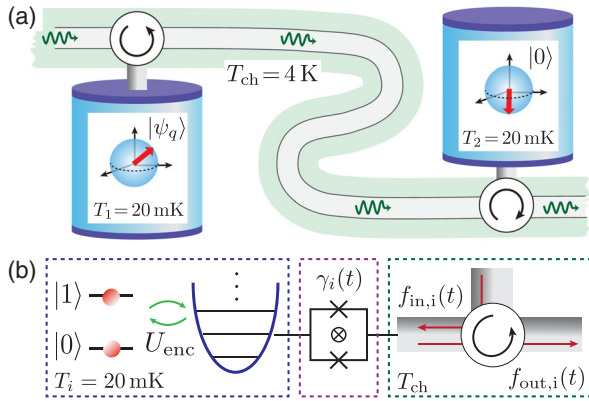 (a)
T_ch = 4 K
|ψ_q⟩
T_1 = 20 mK
|0⟩
T_2 = 20 mK
(b)
|1⟩
|0⟩
U_enc
T_i = 20 mK
γ_i(t)
f_in,i(t)
f_out,i(t)
T_ch